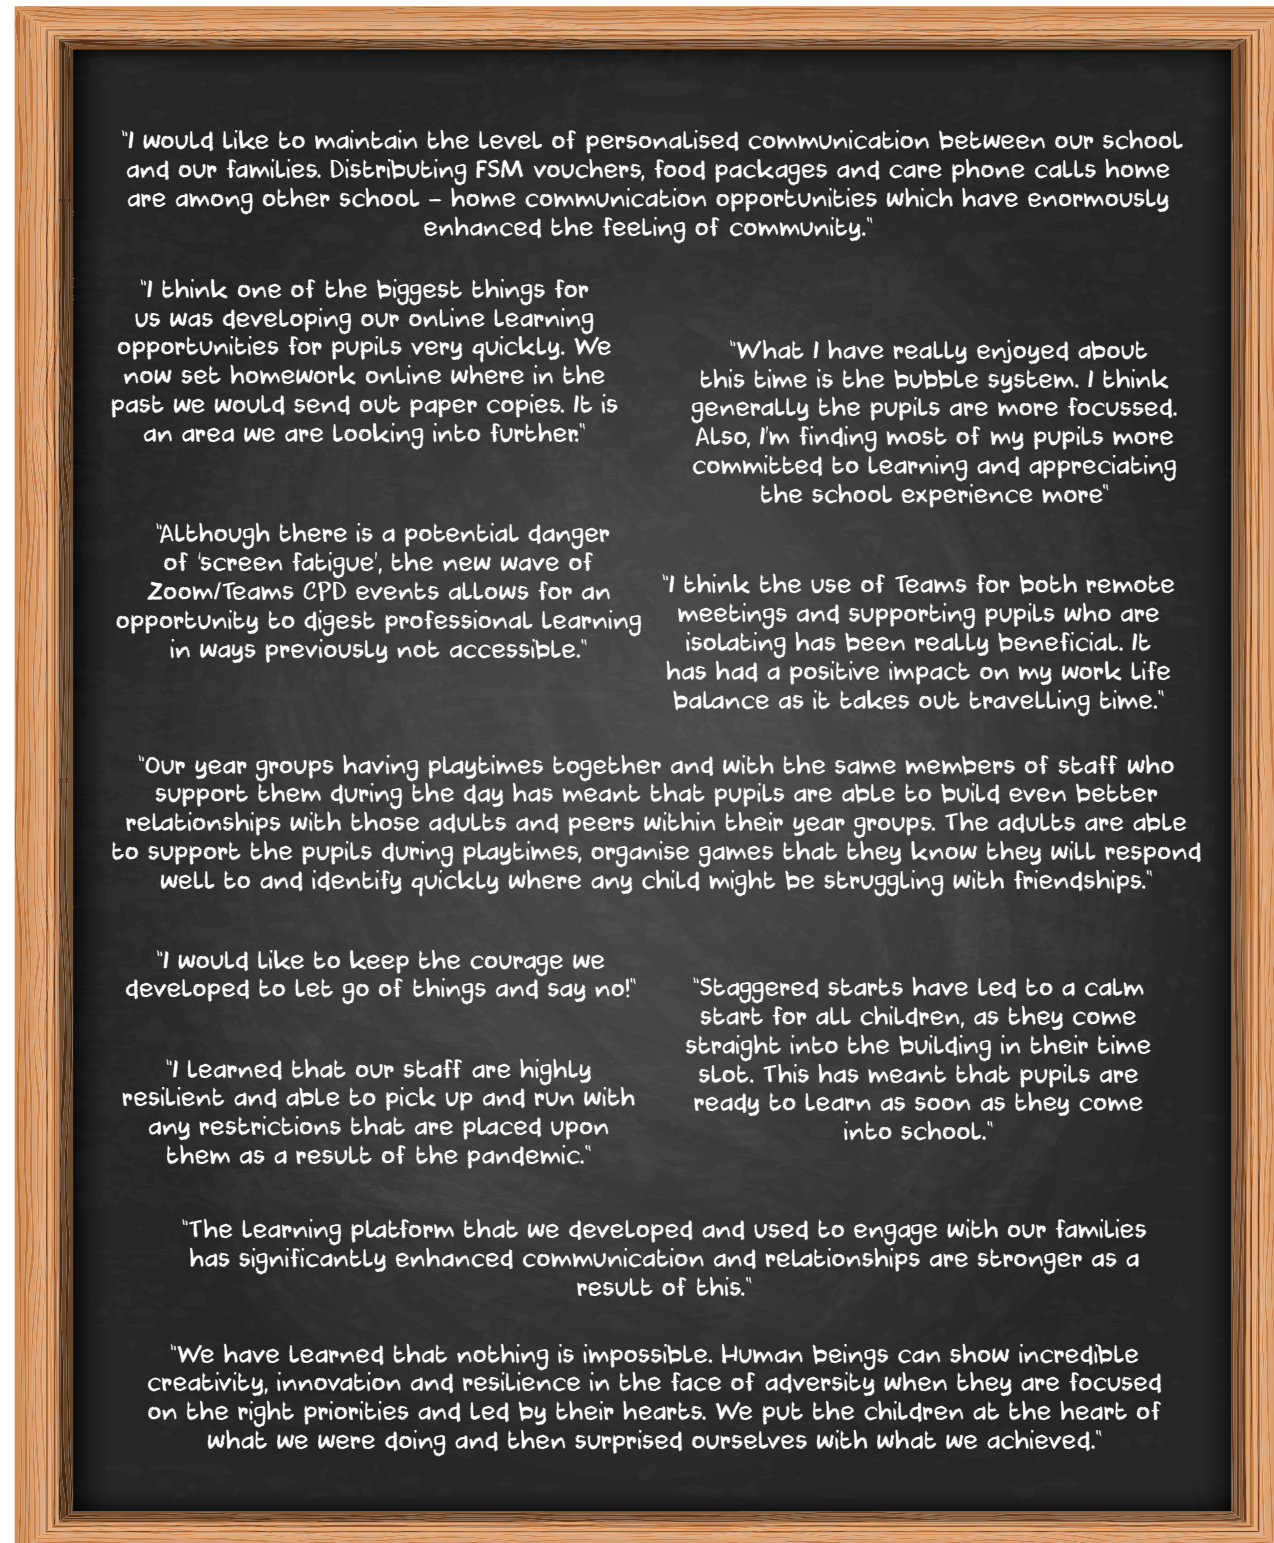 "I would like to maintain the level of personalised communication between our school
and our families. Distributing FSM vouchers, food packages and care phone calls home
are among other school – home communication opportunities which have enormously
enhanced the feeling of community."
"I think one of the biggest things for
us was developing our online learning
opportunities for pupils very quickly. We
now set homework online where in the
past we would send out paper copies. It is
an area we are looking into further."
"What I have really enjoyed about
this time is the bubble system. I think
generally the pupils are more focussed.
Also, I'm finding most of my pupils more
committed to learning and appreciating
the school experience more"
"Although there is a potential danger
of 'screen fatigue', the new wave of
Zoom/Teams CPD events allows for an
opportunity to digest professional learning
in ways previously not accessible."
"I think the use of Teams for both remote
meetings and supporting pupils who are
isolating has been really beneficial. It
has had a positive impact on my work life
balance as it takes out travelling time."
"Our year groups having playtimes together and with the same members of staff who
support them during the day has meant that pupils are able to build even better
relationships with those adults and peers within their year groups. The adults are able
to support the pupils during playtimes, organise games that they know they will respond
well to and identify quickly where any child might be struggling with friendships."
"I would like to keep the courage we
developed to let go of things and say no!"
"Staggered starts have led to a calm
start for all children, as they come
straight into the building in their time
slot. This has meant that pupils are
ready to learn as soon as they come
into school."
"I learned that our staff are highly
resilient and able to pick up and run with
any restrictions that are placed upon
them as a result of the pandemic."
"The learning platform that we developed and used to engage with our families
has significantly enhanced communication and relationships are stronger as a
result of this."
"We have learned that nothing is impossible. Human beings can show incredible
creativity, innovation and resilience in the face of adversity when they are focused
on the right priorities and led by their hearts. We put the children at the heart of
what we were doing and then surprised ourselves with what we achieved."